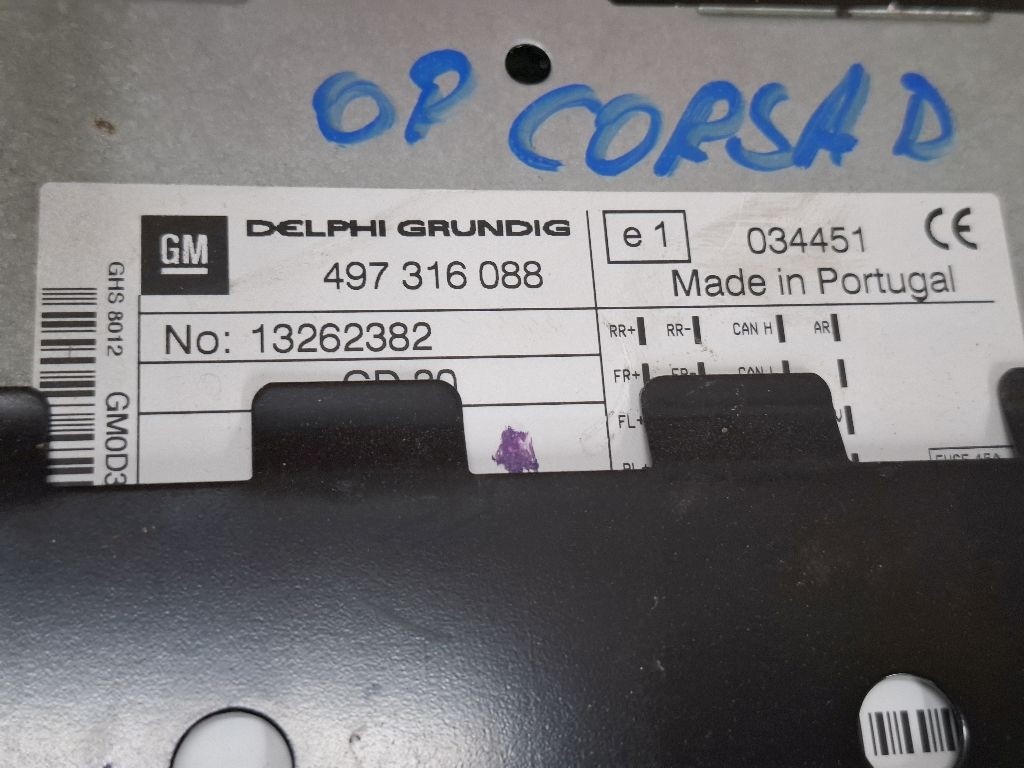 OP CORSA D
GM
DELPHI GRUNDIG
497 316 088
e 1
034451
CE
Made in Portugal
No: 13262382
RR+ RR- CAN H AR
FR+
FL+
GHS 8012 GM0D3